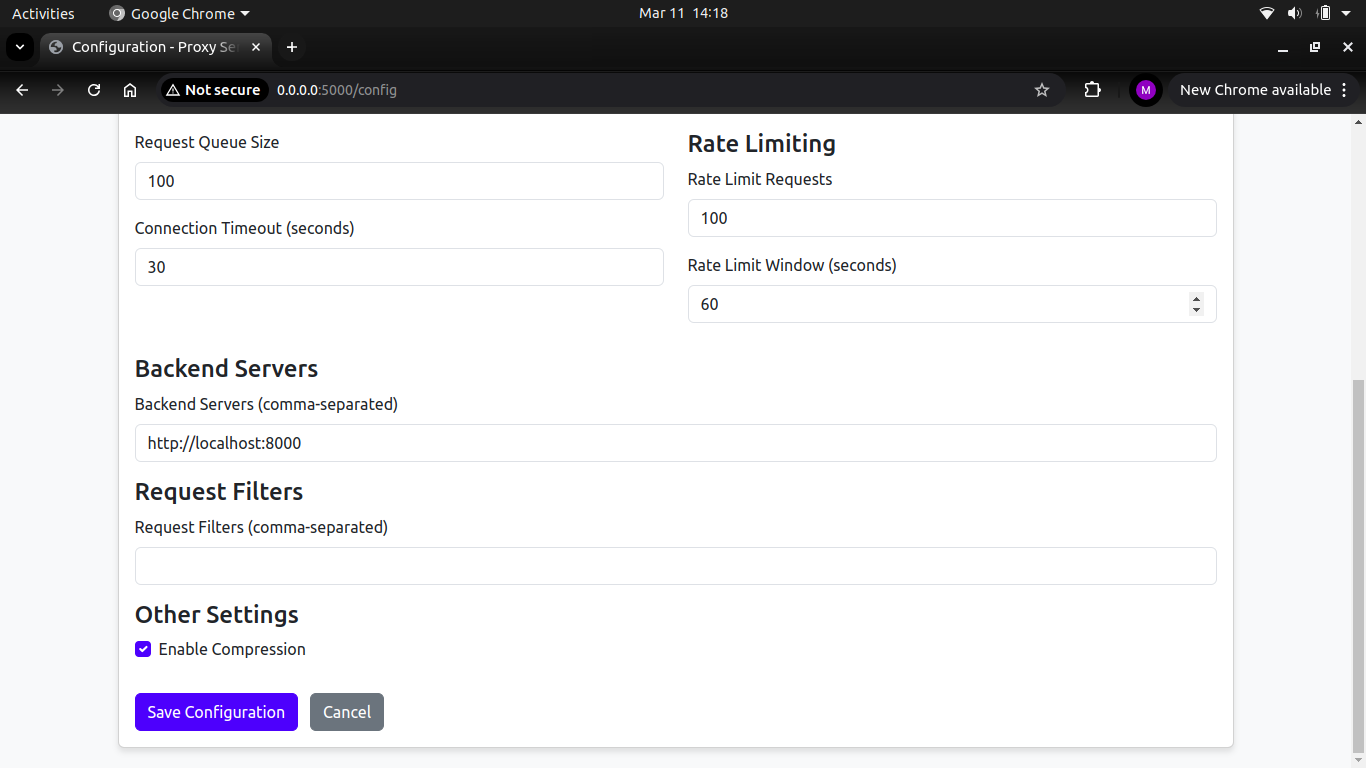 Activities
Google Chrome
Mar 11 14:18
Configuration - Proxy Se
Not secure
0.0.0.0:5000/config
M
New Chrome available
Request Queue Size
100
Connection Timeout (seconds)
30
Rate Limiting
Rate Limit Requests
100
Rate Limit Window (seconds)
60
Backend Servers
Backend Servers (comma-separated)
http://localhost:8000
Request Filters
Request Filters (comma-separated)
Other Settings
Enable Compression
Save Configuration
Cancel